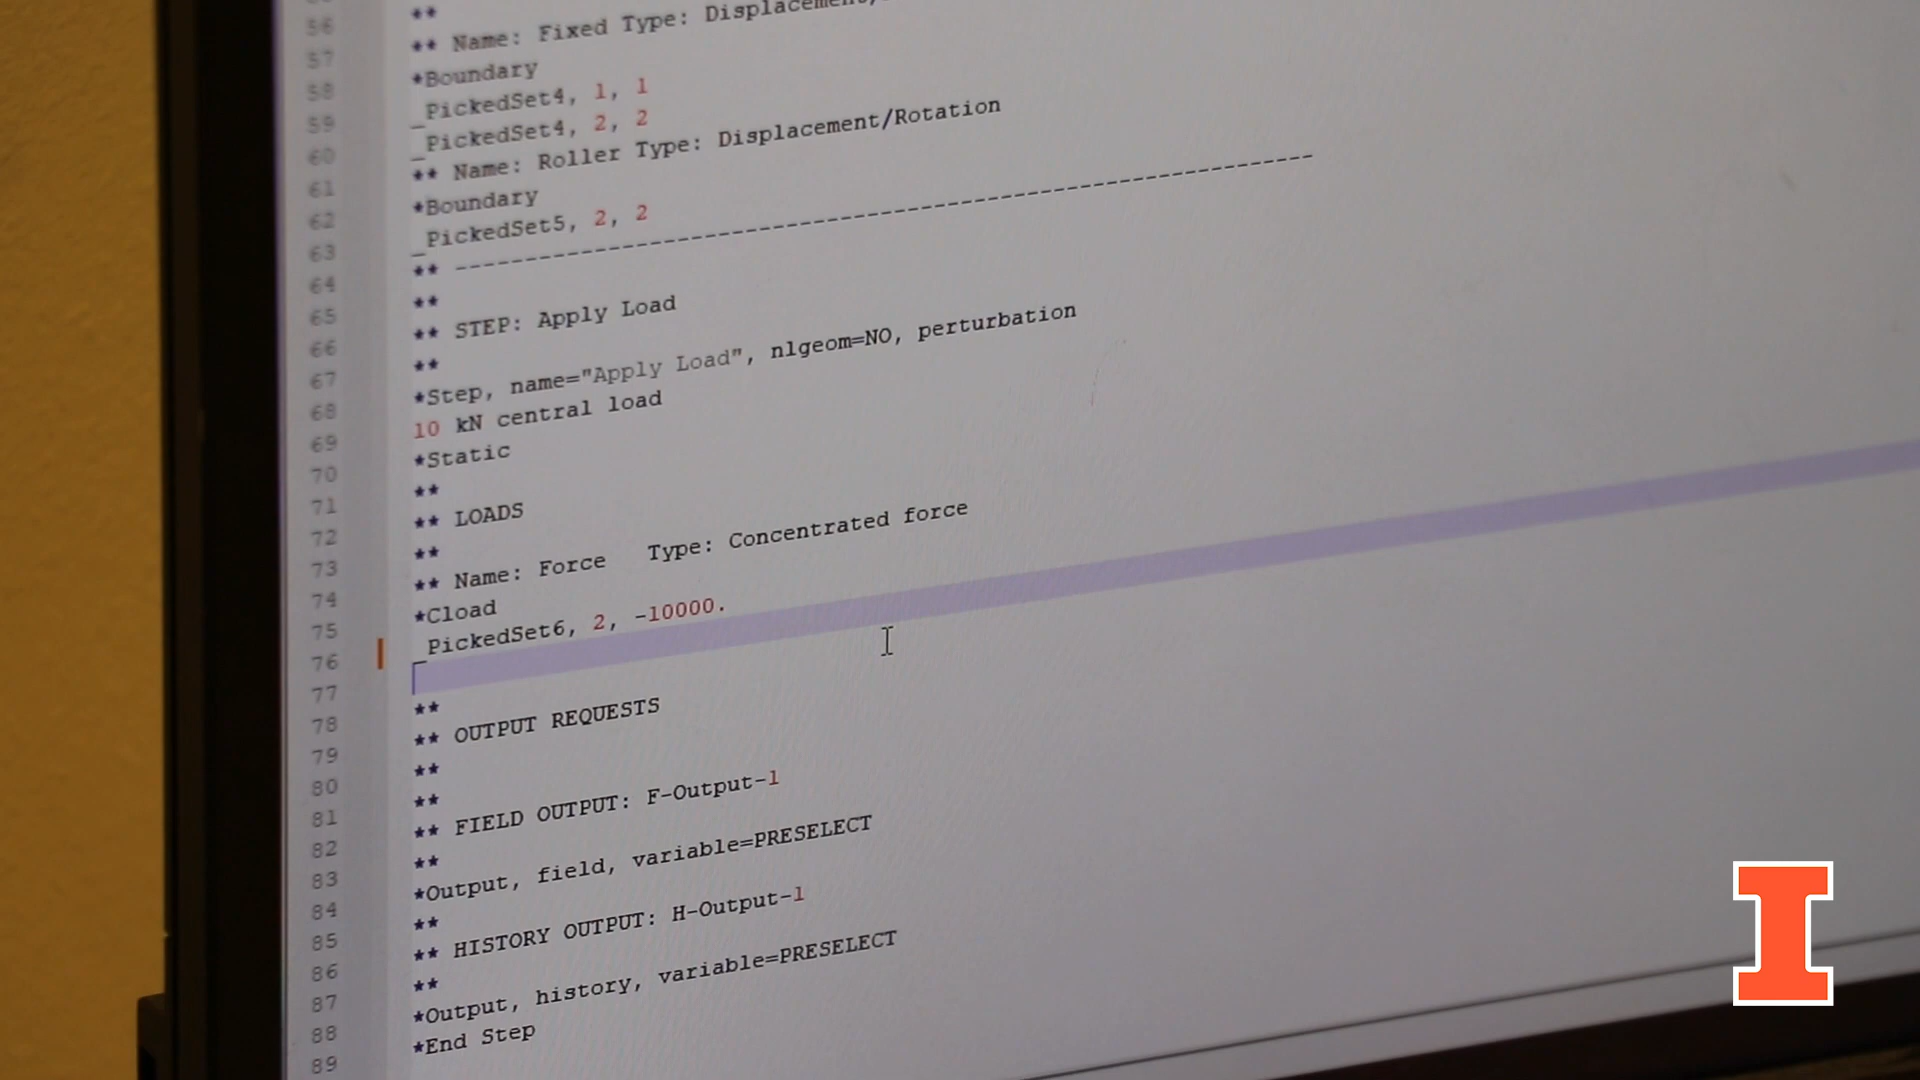 56 **
57 ** Name: Fixed Type: Displacement/
58 *Boundary
59 _PickedSet4, 1, 1
60 _PickedSet4, 2, 2
61 ** Name: Roller Type: Displacement/Rotation
62 *Boundary
63 _PickedSet5, 2, 2
64 ** ----------------------------------------------------------------
65 **
66 ** STEP: Apply Load
67 **
68 *Step, name="Apply Load", nlgeom=NO, perturbation
69 10 kN central load
70 *Static
71 **
72 ** LOADS
73 **
74 ** Name: Force   Type: Concentrated force
75 *Cload
76 _PickedSet6, 2, -10000.
77
78 **
79 ** OUTPUT REQUESTS
80 **
81 **
82 ** FIELD OUTPUT: F-Output-1
83 **
84 *Output, field, variable=PRESELECT
85 **
86 ** HISTORY OUTPUT: H-Output-1
87 **
88 *Output, history, variable=PRESELECT
89 *End Step
I